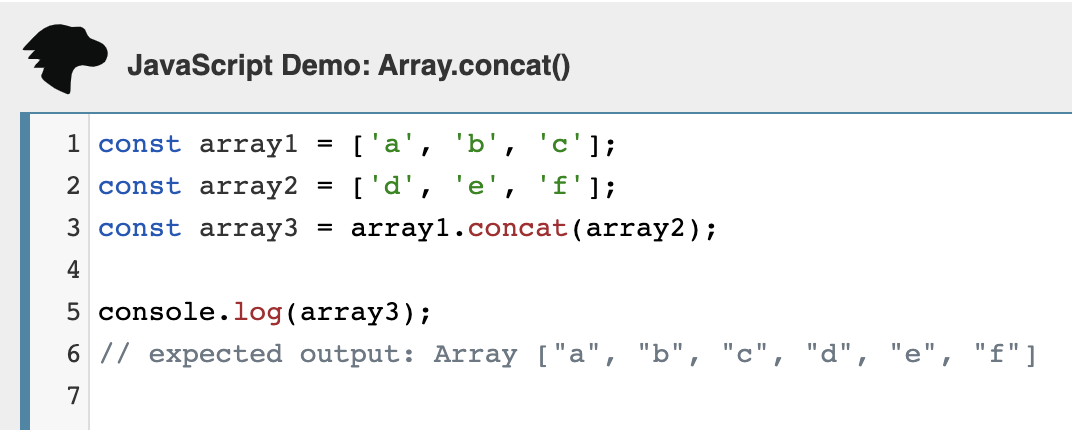 JavaScript Demo: Array.concat()
1 const array1 = ['a', 'b', 'c'];
2 const array2 = ['d', 'e', 'f'];
3 const array3 = array1.concat(array2);
4
5 console.log(array3);
6 // expected output: Array ["a", "b", "c", "d", "e", "f"]
7